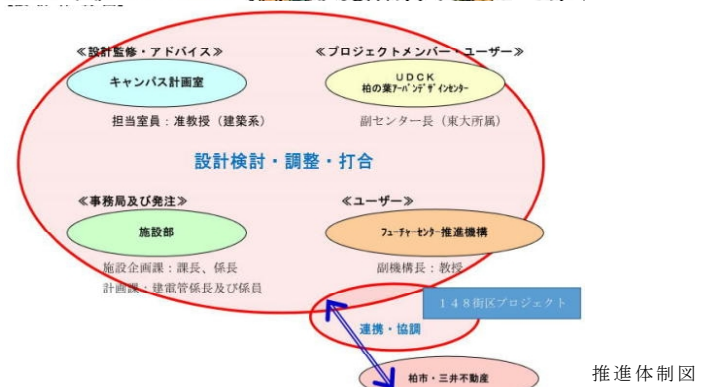 ≪設計監修・アドバイス≫
≪プロジェクトメンバー・ユーザー≫
キャンパス計画室
UDCK
柏の葉ｱｰﾊﾞﾝﾃﾞｻﾞｲﾝｾﾝﾀｰ
担当室員：准教授（建築系）
副センター長（東大所属）
設計検討・調整・打合
≪事務局及び発注≫
≪ユーザー≫
施設部
ﾌｭｰﾁｬｰｾﾝﾀｰ推進機構
施設企画課：課長、係長
副機構長：教授
計画課：建電管係長及び係員
148街区プロジェクト
連携・協調
柏市・三井不動産
推進体制図